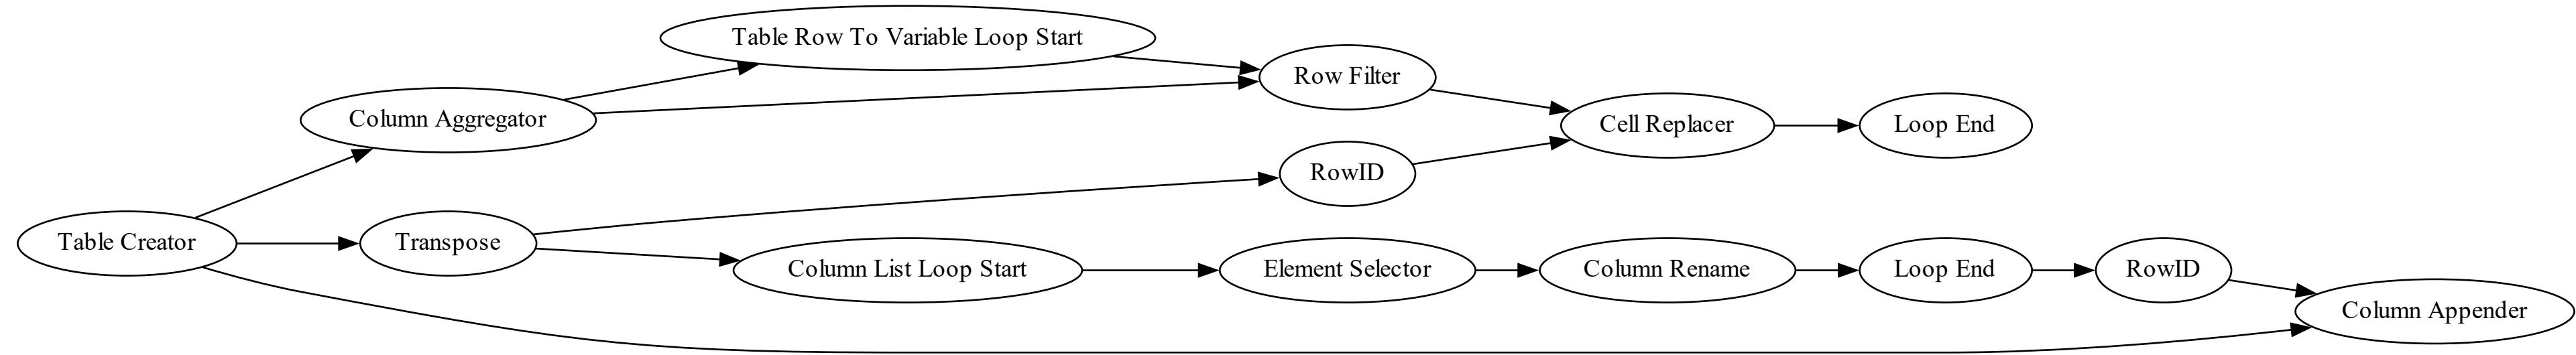 Table Row To Variable Loop Start
Row Filter
Column Aggregator
Cell Replacer
Loop End
RowID
Table Creator
Transpose
Column List Loop Start
Element Selector
Column Rename
Loop End
RowID
Column Appender